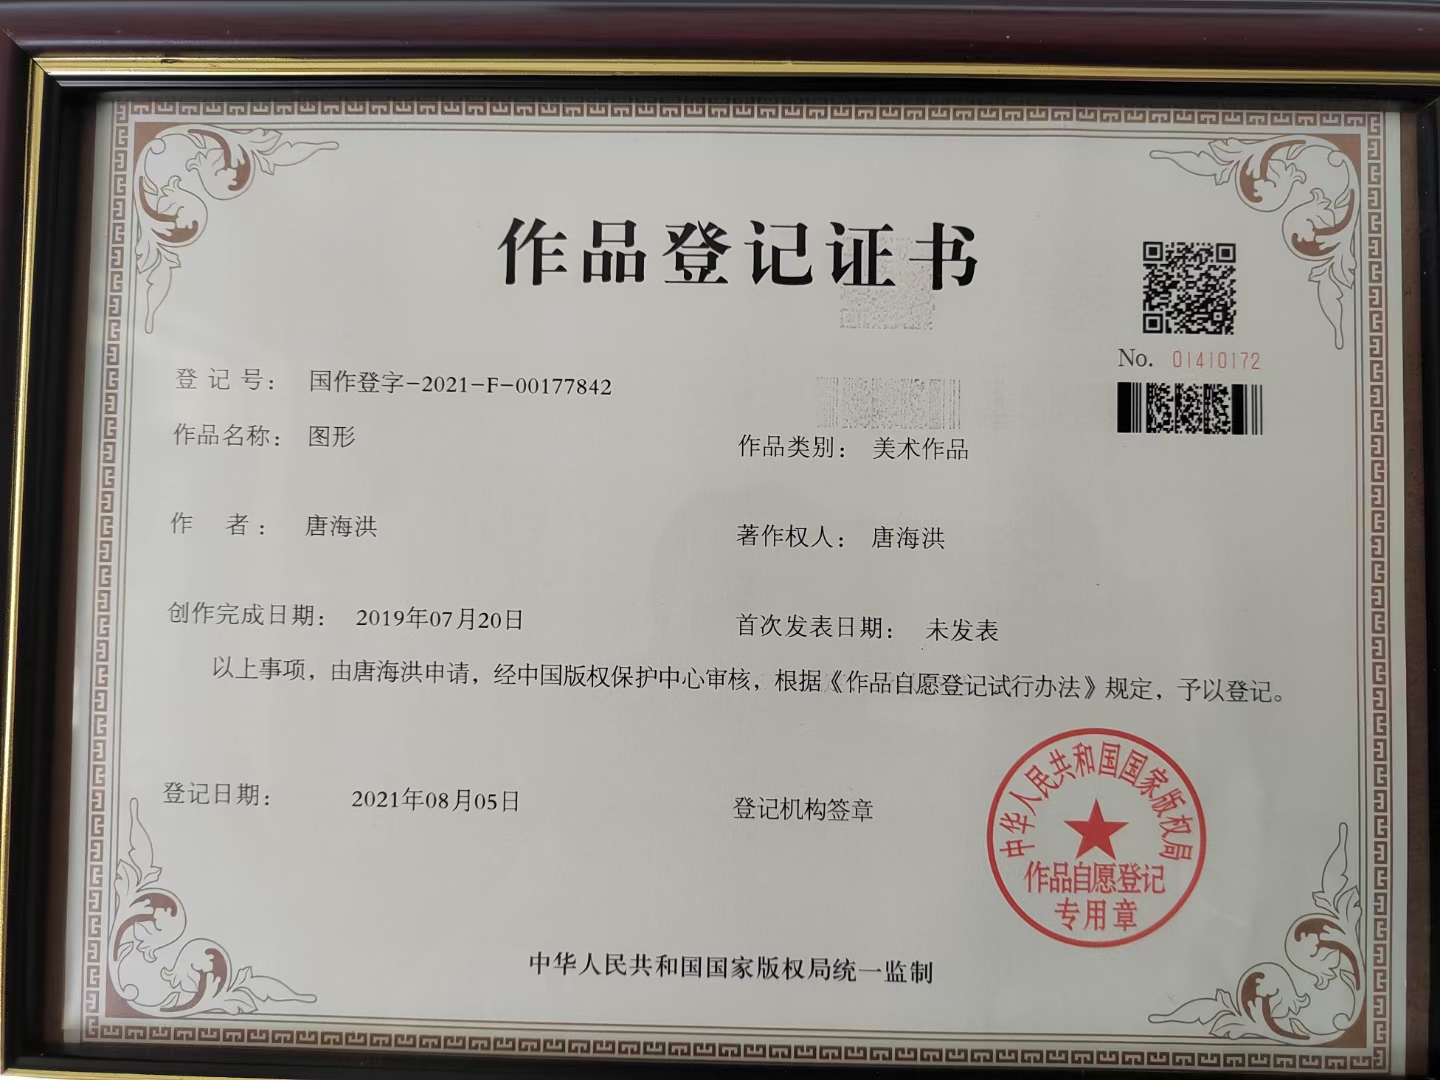 作品登记证书
No. 01410172
登 记 号： 国作登字-2021-F-00177842
作品名称： 图形
作品类别： 美术作品
作 者： 唐海洪
著作权人： 唐海洪
创作完成日期： 2019年07月20日
首次发表日期： 未发表
以上事项，由唐海洪申请，经中国版权保护中心审核，根据《作品自愿登记试行办法》规定，予以登记。
登记日期： 2021年08月05日
登记机构签章
中华人民共和国国家版权局
作品自愿登记
专用章
中华人民共和国国家版权局统一监制